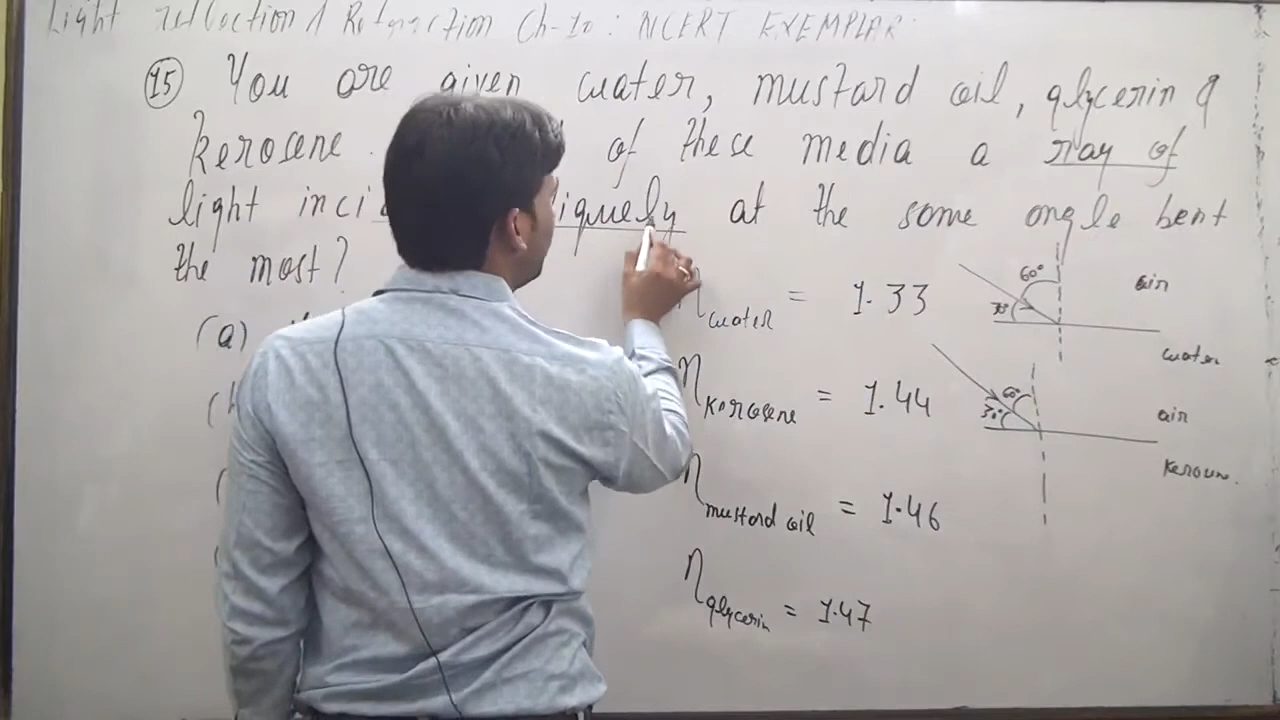 Light reflection & Refraction Ch-10: NCERT EXEMPLAR
15 You are given water, mustard oil, glycerin &
kerosene. of these media a ray of
light inci iquely at the same angle bent
the most?
(a)
η water = 1.33
η Kerosene = 1.44
η mustard oil = 1.46
η glycerin = 1.47
60° air
30°
water
60° air
30°